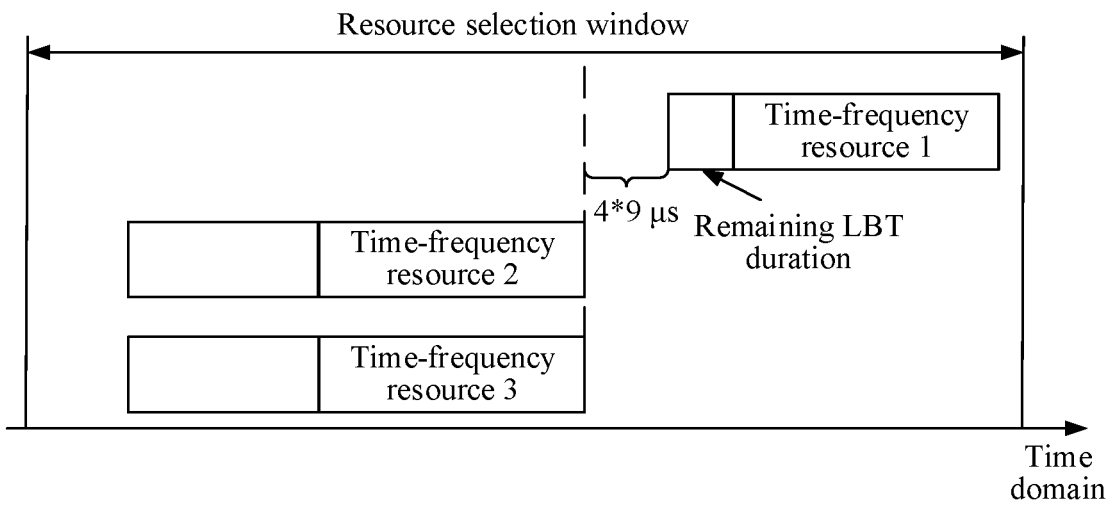 Resource selection window
Time-frequency
resource 1
4*9 μs
Remaining LBT
duration
Time-frequency
resource 2
Time-frequency
resource 3
Time
domain